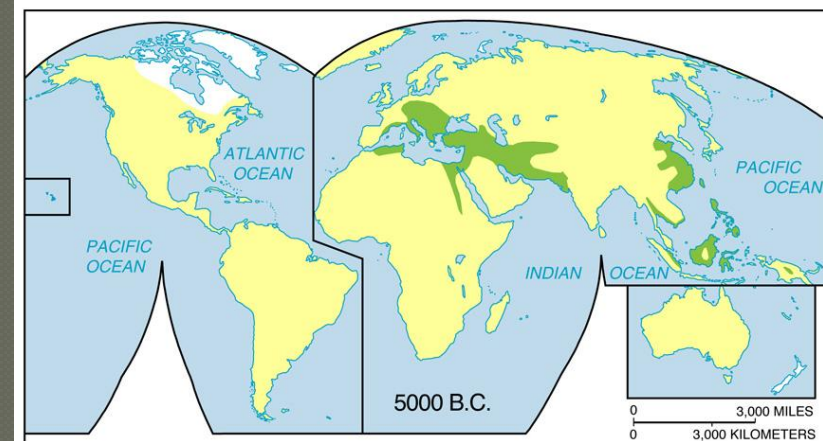 ATLANTIC
OCEAN
PACIFIC
OCEAN
PACIFIC
OCEAN
INDIAN OCEAN
5000 B.C.
0 3,000 MILES
0 3,000 KILOMETERS